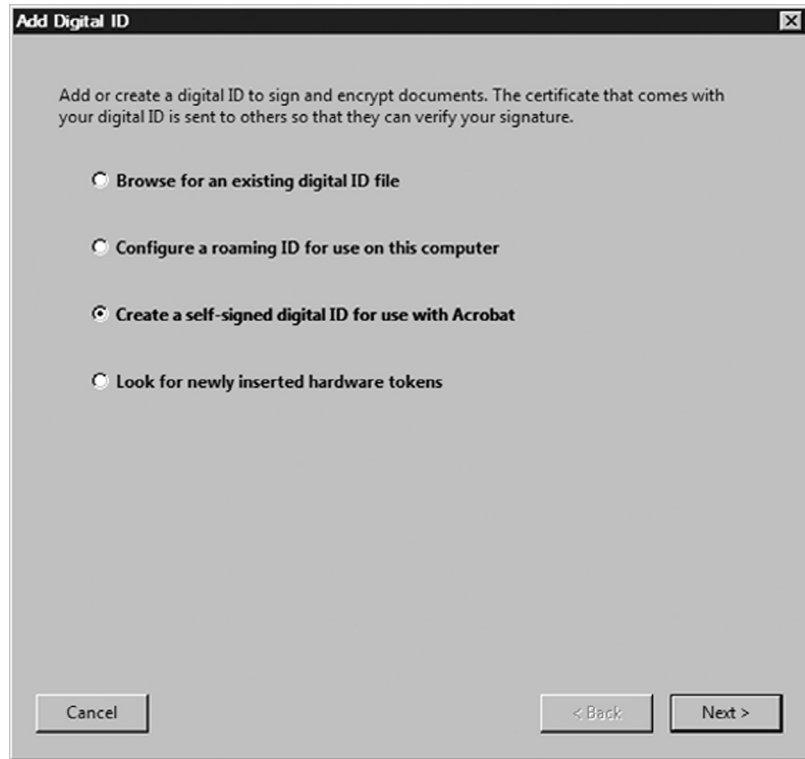 Add Digital ID
Add or create a digital ID to sign and encrypt documents. The certificate that comes with
your digital ID is sent to others so that they can verify your signature.
Browse for an existing digital ID file
Configure a roaming ID for use on this computer
Create a self-signed digital ID for use with Acrobat
Look for newly inserted hardware tokens
Cancel
< Back
Next >